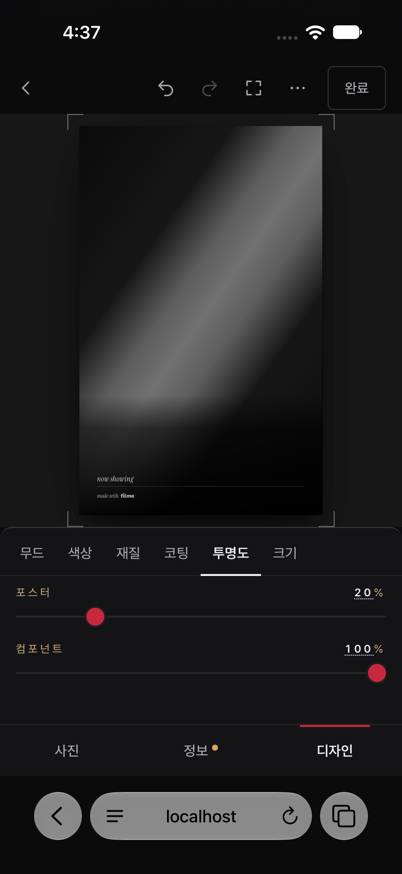 4:37
완료
now showing
made with films
무드 색상 재질 코팅 투명도 크기
포스터 20%
컴포넌트 100%
사진 정보 디자인
localhost